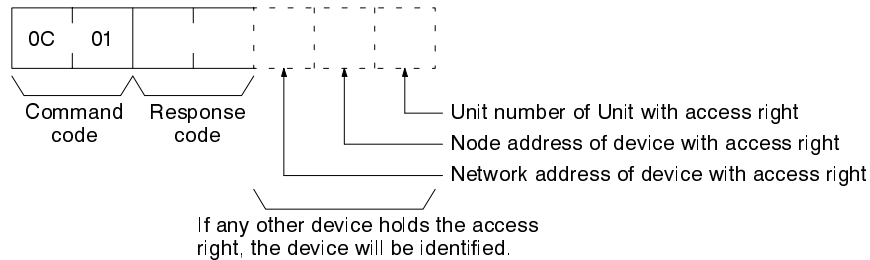 0C 01
Command code
Response code
Unit number of Unit with access right
Node address of device with access right
Network address of device with access right
If any other device holds the access
right, the device will be identified.